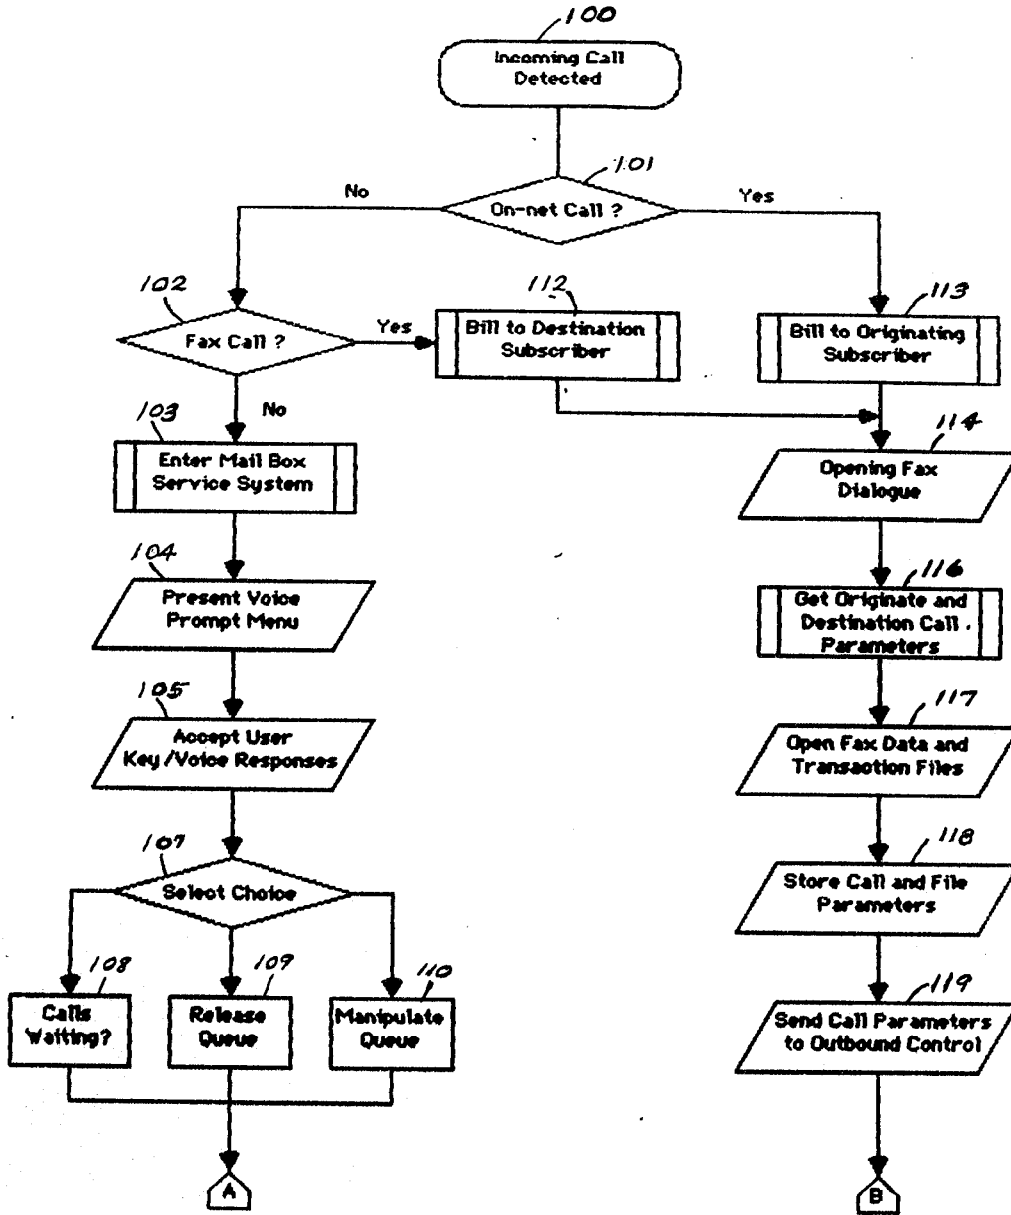 100
Incoming Call
Detected
101
No
On-net Call ?
Yes
102
Fax Call ?
Yes
112
Bill to Destination
Subscriber
113
Bill to Originating
Subscriber
No
103
Enter Mail Box
Service System
114
Opening Fax
Dialogue
104
Present Voice
Prompt Menu
116
Get Originate and
Destination Call
Parameters
105
Accept User
Key/Voice Responses
117
Open Fax Data and
Transaction Files
107
Select Choice
118
Store Call and File
Parameters
108
Calls
Waiting?
109
Release
Queue
110
Manipulate
Queue
119
Send Call Parameters
to Outbound Control
A
B